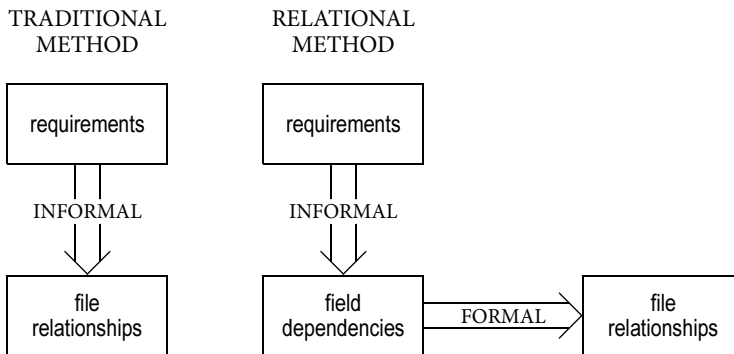 TRADITIONAL
METHOD
RELATIONAL
METHOD
requirements
requirements
INFORMAL
INFORMAL
file
relationships
field
dependencies
FORMAL
file
relationships